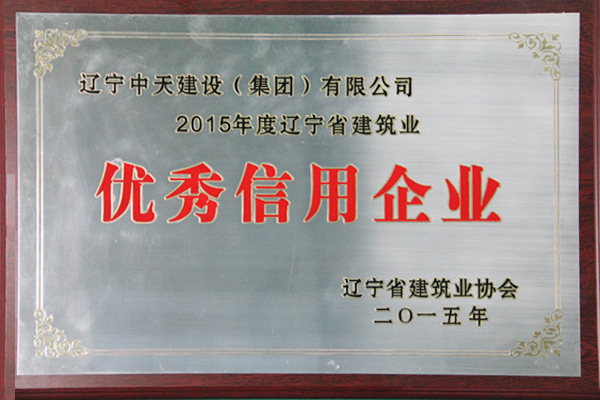 辽宁中天建设（集团）有限公司
2015年度辽宁省建筑业
优秀信用企业
辽宁省建筑业协会
二〇一五年